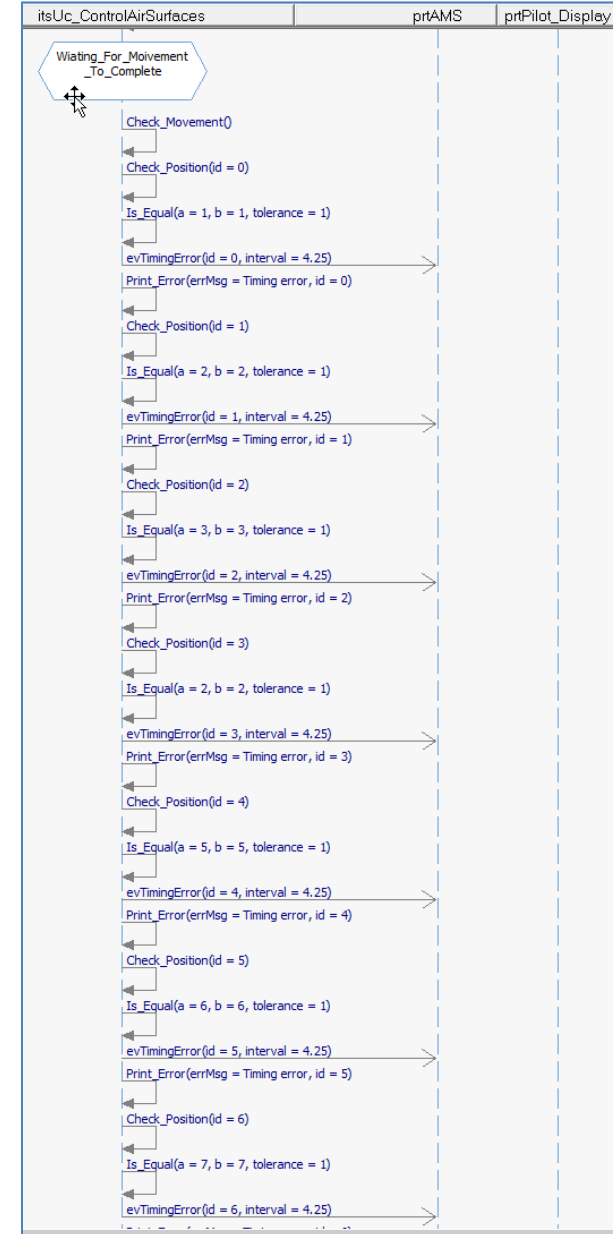 itsUc_ControlAirSurfaces prtAMS prtPilot_Display
Wiating_For_Moivement
_To_Complete
Check_Movement()
Check_Position(id = 0)
Is_Equal(a = 1, b = 1, tolerance = 1)
evTimingError(id = 0, interval = 4.25)
Print_Error(errMsg = Timing error, id = 0)
Check_Position(id = 1)
Is_Equal(a = 2, b = 2, tolerance = 1)
evTimingError(id = 1, interval = 4.25)
Print_Error(errMsg = Timing error, id = 1)
Check_Position(id = 2)
Is_Equal(a = 3, b = 3, tolerance = 1)
evTimingError(id = 2, interval = 4.25)
Print_Error(errMsg = Timing error, id = 2)
Check_Position(id = 3)
Is_Equal(a = 2, b = 2, tolerance = 1)
evTimingError(id = 3, interval = 4.25)
Print_Error(errMsg = Timing error, id = 3)
Check_Position(id = 4)
Is_Equal(a = 5, b = 5, tolerance = 1)
evTimingError(id = 4, interval = 4.25)
Print_Error(errMsg = Timing error, id = 4)
Check_Position(id = 5)
Is_Equal(a = 6, b = 6, tolerance = 1)
evTimingError(id = 5, interval = 4.25)
Print_Error(errMsg = Timing error, id = 5)
Check_Position(id = 6)
Is_Equal(a = 7, b = 7, tolerance = 1)
evTimingError(id = 6, interval = 4.25)